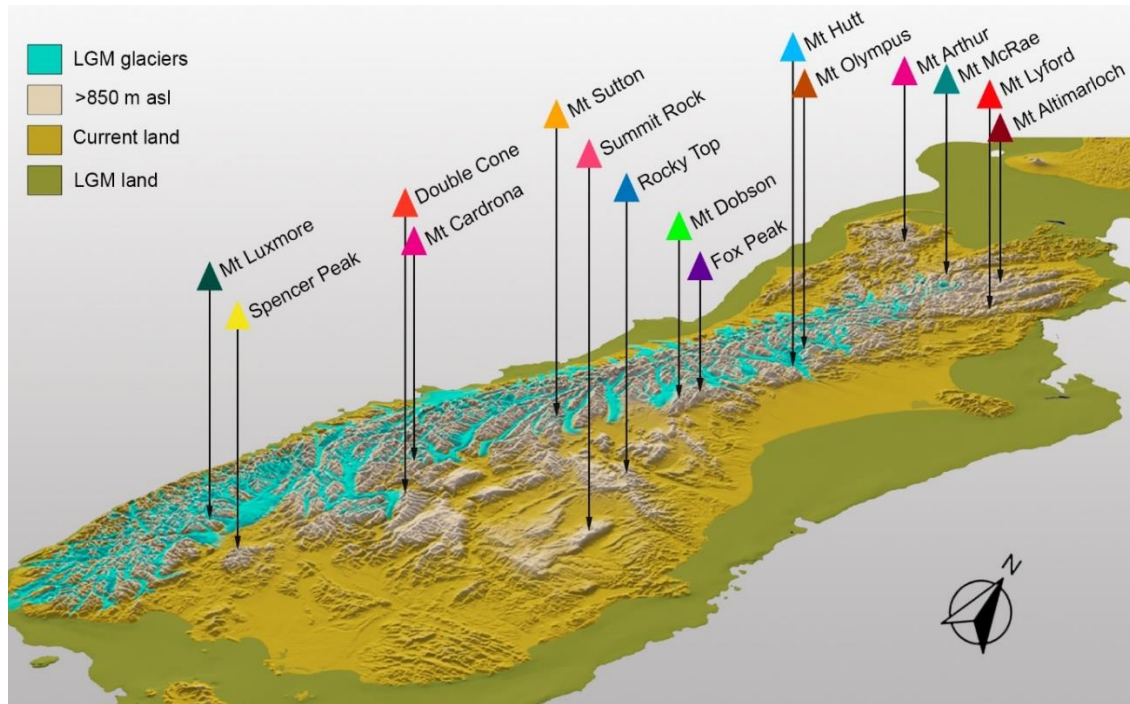 LGM glaciers
>850 m asl
Current land
LGM land
Mt Luxmore
Spencer Peak
Double Cone
Mt Cardrona
Mt Sutton
Summit Rock
Rocky Top
Mt Dobson
Fox Peak
Mt Hutt
Mt Olympus
Mt Arthur
Mt McRae
Mt Lyford
Mt Altimarloch
N